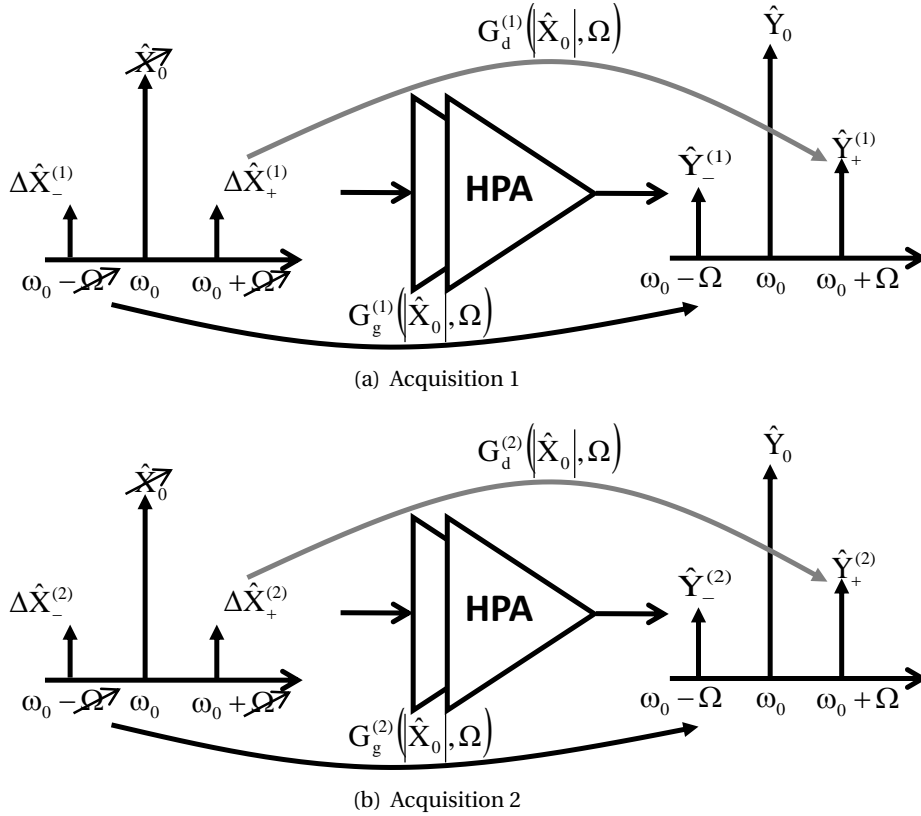 G_d^(1)(|X̂_0|,Ω)
X̂_0
Ŷ_0
ΔX̂_-^(1)
ΔX̂_+^(1)
HPA
Ŷ_-^(1)
Ŷ_+^(1)
ω_0 -Ω
ω_0
ω_0 +Ω
ω_0 -Ω
ω_0
ω_0 +Ω
G_g^(1)(|X̂_0|,Ω)
(a) Acquisition 1
G_d^(2)(|X̂_0|,Ω)
X̂_0
Ŷ_0
ΔX̂_-^(2)
ΔX̂_+^(2)
HPA
Ŷ_-^(2)
Ŷ_+^(2)
ω_0 -Ω
ω_0
ω_0 +Ω
ω_0 -Ω
ω_0
ω_0 +Ω
G_g^(2)(|X̂_0|,Ω)
(b) Acquisition 2